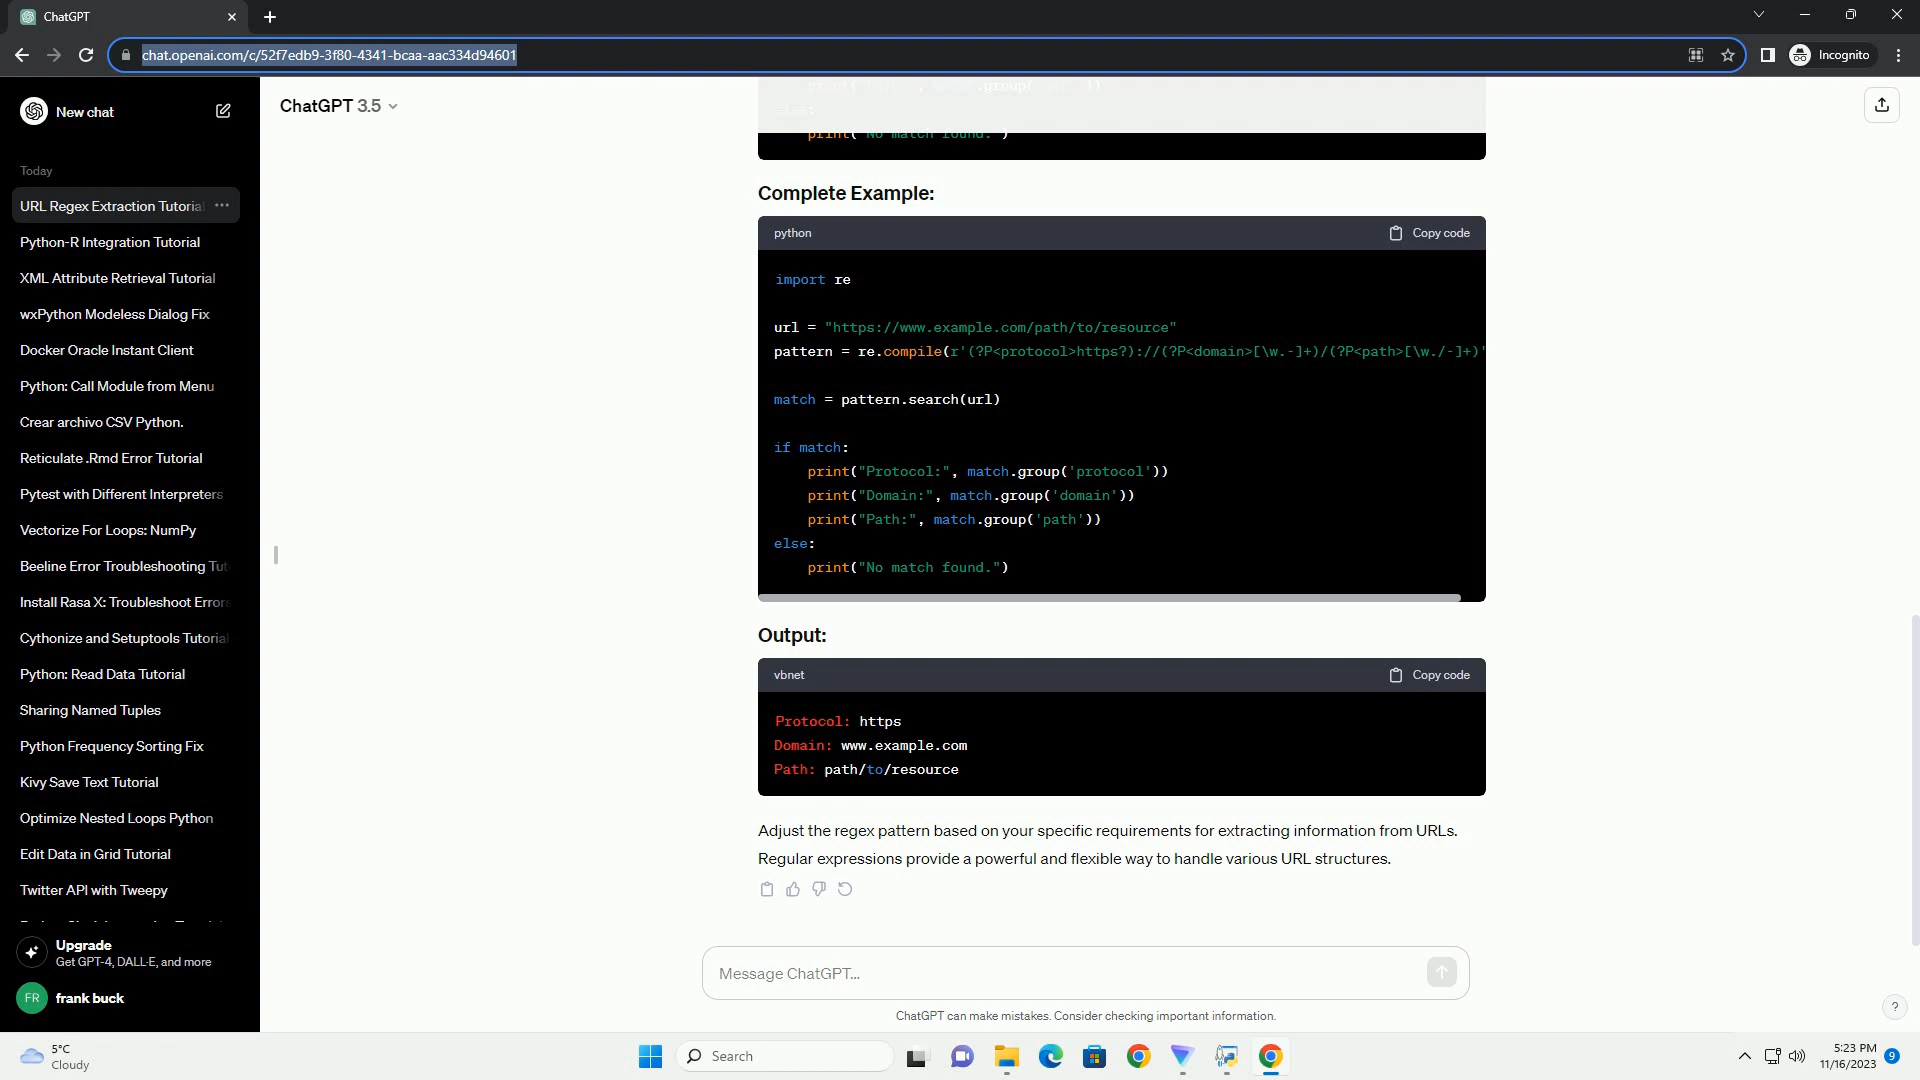 ChatGPT
chat.openai.com/c/52f7edb9-3f80-4341-bcaa-aac334d94601
Incognito
New chat
ChatGPT 3.5
Today
URL Regex Extraction Tutorial
Python-R Integration Tutorial
XML Attribute Retrieval Tutorial
wxPython Modeless Dialog Fix
Docker Oracle Instant Client
Python: Call Module from Menu
Crear archivo CSV Python.
Reticulate .Rmd Error Tutorial
Pytest with Different Interpreters
Vectorize For Loops: NumPy
Beeline Error Troubleshooting Tut
Install Rasa X: Troubleshoot Errors
Cythonize and Setuptools Tutorial
Python: Read Data Tutorial
Sharing Named Tuples
Python Frequency Sorting Fix
Kivy Save Text Tutorial
Optimize Nested Loops Python
Edit Data in Grid Tutorial
Twitter API with Tweepy
Upgrade
Get GPT-4, DALL·E, and more
FR
frank buck
print("No match found.")
Complete Example:
python
Copy code
import re
url = "https://www.example.com/path/to/resource"
pattern = re.compile(r'(?P<protocol>https?)://(?P<domain>[\w.-]+)/(?P<path>[\w./-]+)'
match = pattern.search(url)
if match:
print("Protocol:", match.group('protocol'))
print("Domain:", match.group('domain'))
print("Path:", match.group('path'))
else:
print("No match found.")
Output:
vbnet
Copy code
Protocol: https
Domain: www.example.com
Path: path/to/resource
Adjust the regex pattern based on your specific requirements for extracting information from URLs.
Regular expressions provide a powerful and flexible way to handle various URL structures.
Message ChatGPT...
ChatGPT can make mistakes. Consider checking important information.
?
5°C
Cloudy
Search
5:23 PM
11/16/2023
9